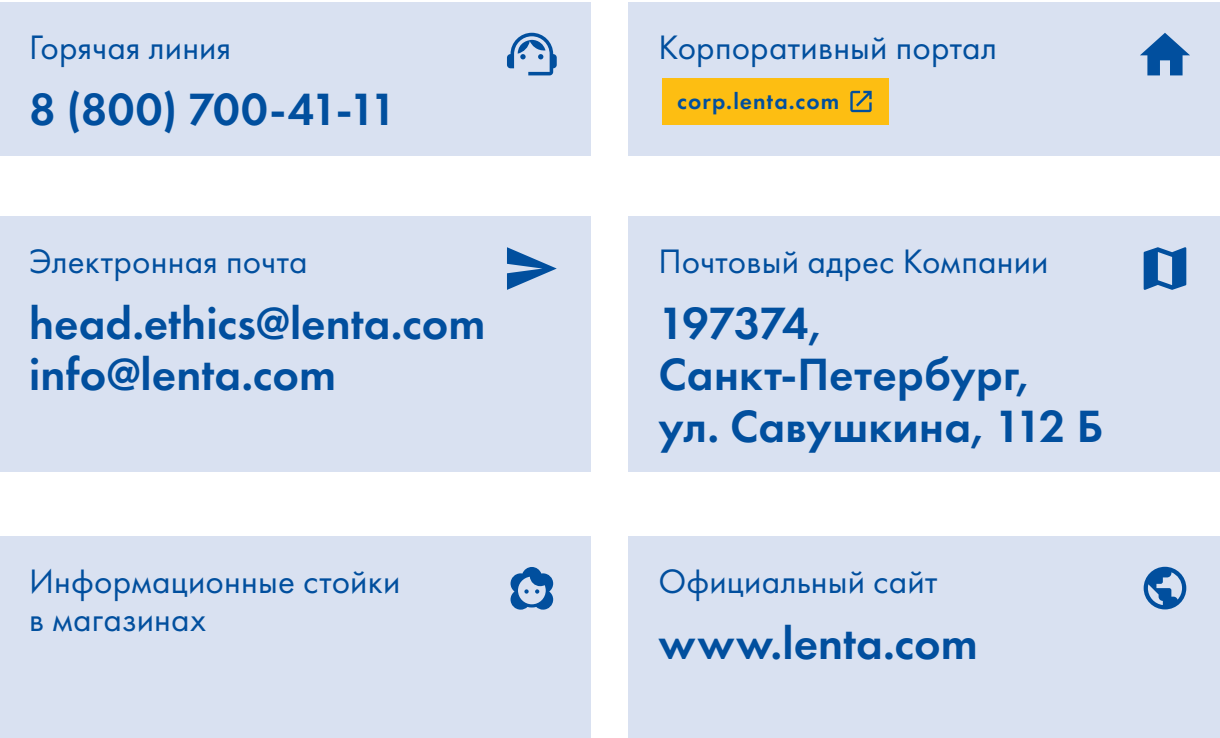 Горячая линия
8 (800) 700-41-11
Корпоративный портал
corp.lenta.com
Электронная почта
head.ethics@lenta.com
info@lenta.com
Почтовый адрес Компании
197374,
Санкт-Петербург,
ул. Савушкина, 112 Б
Информационные стойки
в магазинах
Официальный сайт
www.lenta.com